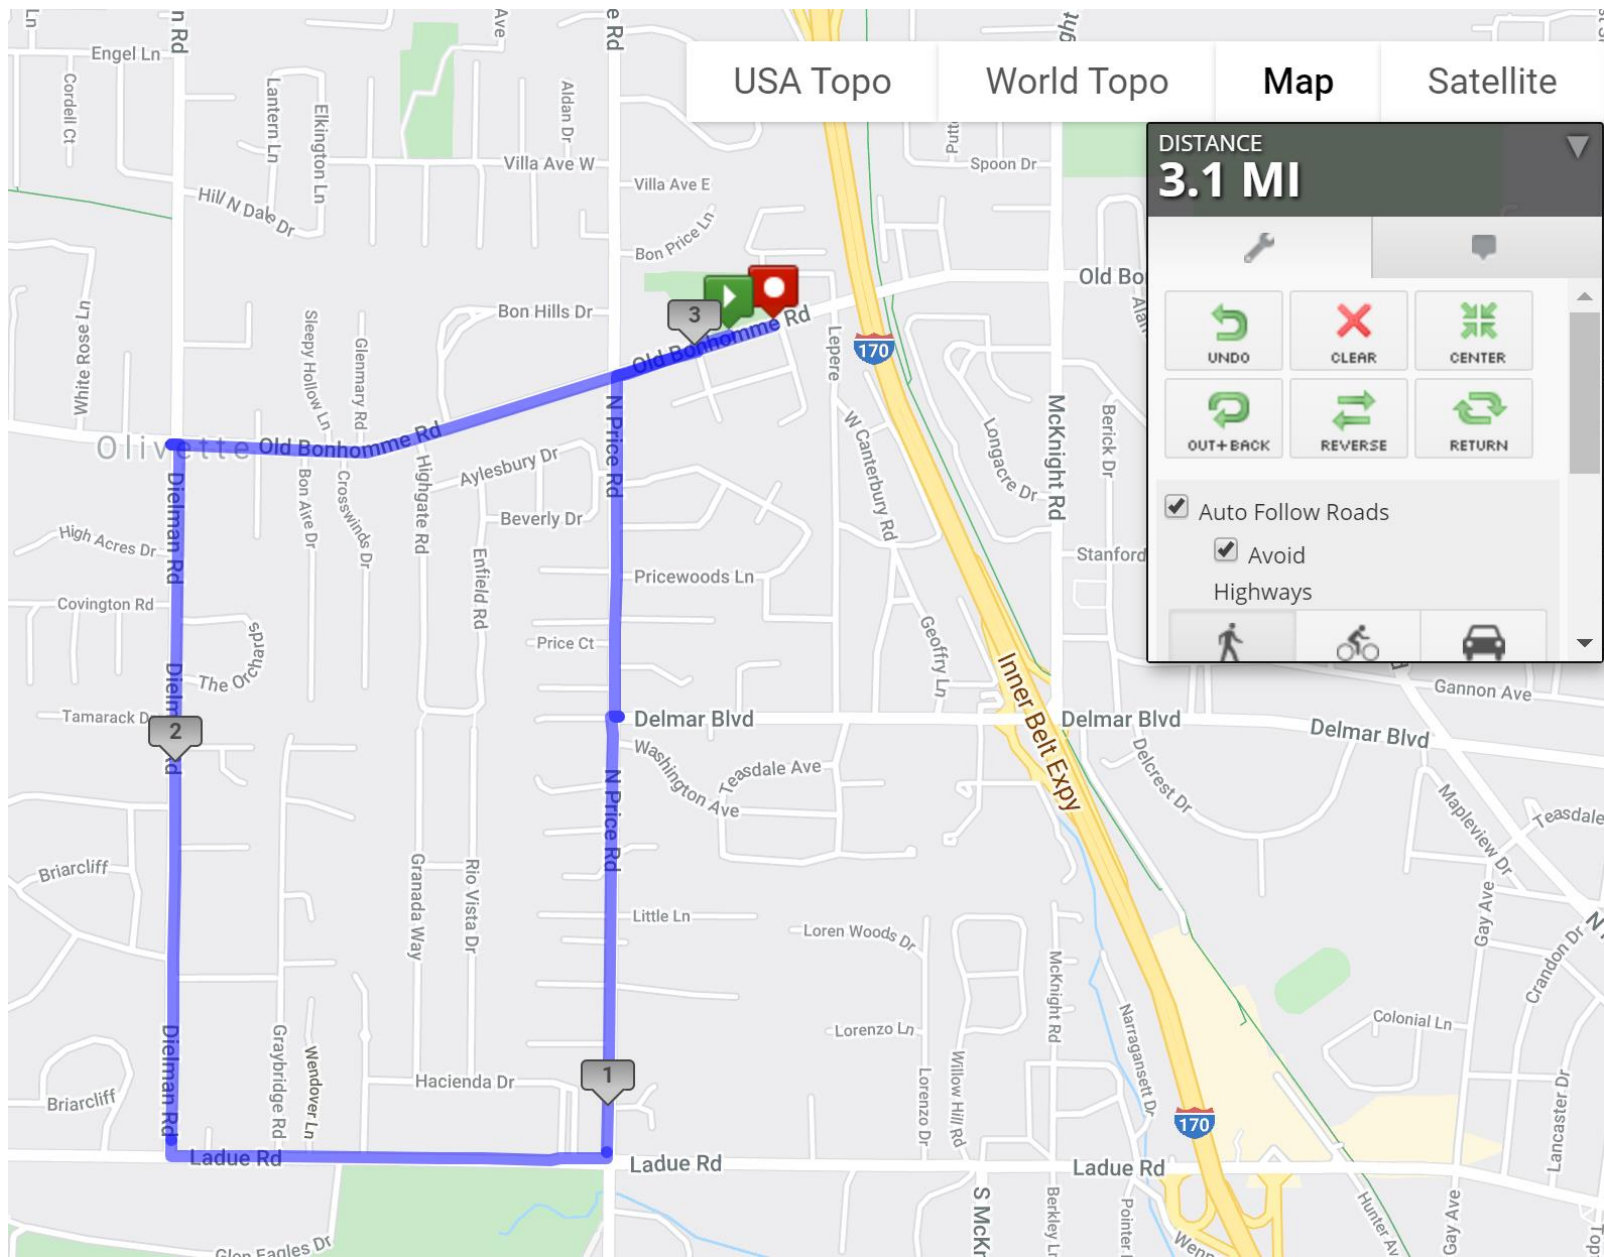 Ln
n Rd
Ave
e Rd
USA Topo
World Topo
Map
Satellite
Engel Ln
Cordell Ct
Lantern Ln
Elkington Ln
Aldan Dr
Villa Ave W
Villa Ave E
Spoon Dr
Hill N Dale Dr
Bon Price Ln
DISTANCE
3.1 MI
Old Bo
White Rose Ln
Sleepy Hollow Ln
Glenmary Rd
Bon Hills Dr
3
Old Bonhomme Rd
Lepere
170
UNDO
CLEAR
CENTER
OUT+BACK
REVERSE
RETURN
Olivette
Old Bonhomme Rd
N Price Rd
W Canterbury Rd
Longacre Dr
McKnight Rd
Berick Dr
Dielman Rd
Bon Aire Dr
Crosswinds Dr
Highgate Rd
Aylesbury Dr
Beverly Dr
High Acres Dr
Enfield Rd
Stanford
Auto Follow Roads
Avoid
Highways
Pricewoods Ln
Covington Rd
The Orchards
Price Ct
Geoffry Ln
Inner Belt Expy
Gannon Ave
Tamarack D
2
Delmar Blvd
Delmar Blvd
Delmar Blvd
Washington Ave
Teasdale Ave
Delcrest Dr
Mapleview Dr
Teasdale
N Price Rd
Briarcliff
Granada Way
Rio Vista Dr
Little Ln
Loren Woods Dr
McKnight Rd
Gay Ave
Crandon Dr
Dielman Rd
Graybridge Rd
Wendover Ln
Hacienda Dr
1
Lorenzo Ln
Lorenzo Dr
Willow Hill Rd
Narragansett Dr
Colonial Ln
Lancaster Dr
Briarcliff
170
Ladue Rd
Ladue Rd
Ladue Rd
S McK
Berkley Ln
Pointer
Hunter Av
Gay Ave
Glen Eagles Dr